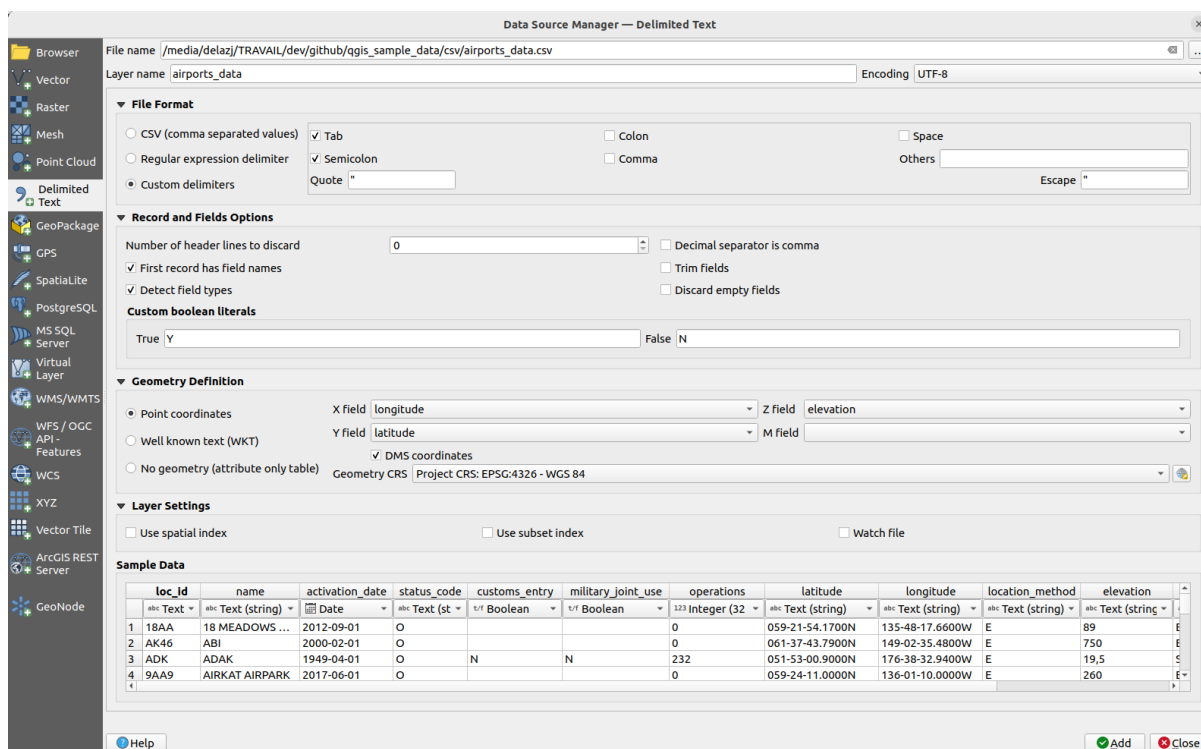 Data Source Manager — Delimited Text
Browser
Vector
Raster
Mesh
Point Cloud
Delimited
Text
GeoPackage
GPS
SpatiaLite
PostgreSQL
MS SQL
Server
Virtual
Layer
WMS/WMTS
WFS / OGC
API -
Features
WCS
XYZ
Vector Tile
ArcGIS REST
Server
GeoNode
File name /media/delazj/TRAVAIL/dev/github/qgis_sample_data/csv/airports_data.csv ...
Layer name airports_data Encoding UTF-8
File Format
CSV (comma separated values) Tab Colon Space
Regular expression delimiter Semicolon Comma Others
Custom delimiters Quote " Escape "
Record and Fields Options
Number of header lines to discard 0 Decimal separator is comma
First record has field names Trim fields
Detect field types Discard empty fields
Custom boolean literals
True Y False N
Geometry Definition
Point coordinates X field longitude Z field elevation
Well known text (WKT) Y field latitude M field
DMS coordinates
No geometry (attribute only table) Geometry CRS Project CRS: EPSG:4326 - WGS 84
Layer Settings
Use spatial index Use subset index Watch file
Sample Data
loc_id name activation_date status_code customs_entry military_joint_use operations latitude longitude location_method elevation
abc Text abc Text (string) Date abc Text (st t/f Boolean t/f Boolean 123 Integer (32 abc Text (string) abc Text (string) abc Text (string) abc Text (string
1 18AA 18 MEADOWS ... 2012-09-01 O 0 059-21-54.1700N 135-48-17.6600W E 89
2 AK46 ABI 2000-02-01 O 0 061-37-43.7900N 149-02-35.4800W E 750
3 ADK ADAK 1949-04-01 O N N 232 051-53-00.9000N 176-38-32.9400W E 19,5
4 9AA9 AIRKAT AIRPARK 2017-06-01 O 0 059-24-11.0000N 136-01-10.0000W E 260
Help Add Close